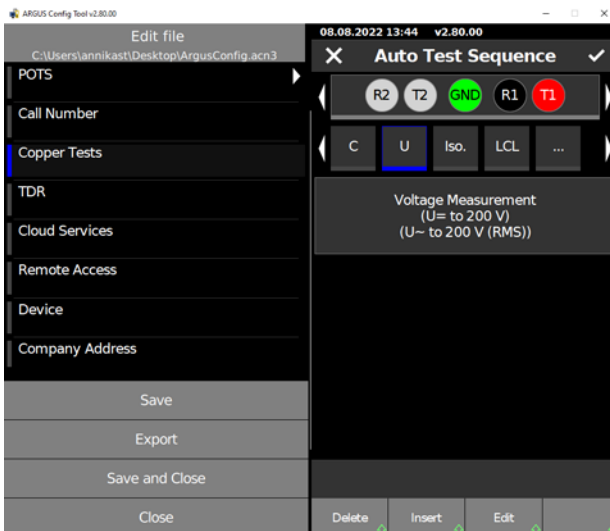 ARGUS Config Tool v2.80.00
Edit file
C:\Users\annikast\Desktop\ArgusConfig.acn3
POTS
Call Number
Copper Tests
TDR
Cloud Services
Remote Access
Device
Company Address
Save
Export
Save and Close
Close
08.08.2022 13:44 v2.80.00
Auto Test Sequence
R2 T2 GND R1 T1
C U Iso. LCL ...
Voltage Measurement
(U= to 200 V)
(U~ to 200 V (RMS))
Delete Insert Edit